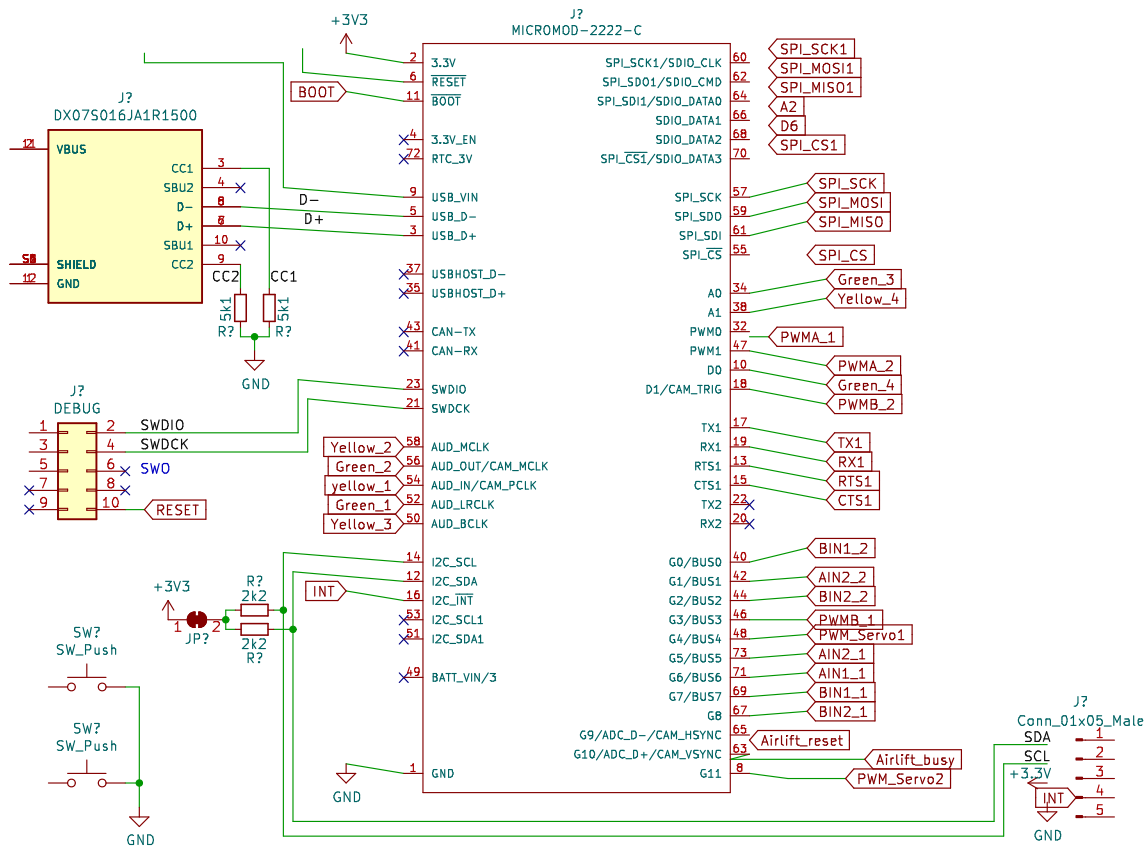 J?
MICROMOD-2222-C
+3V3
2 3.3V
6 RESET
BOOT 11 BOOT
4 3.3V_EN
72 RTC_3V
9 USB_VIN
D- 5 USB_D-
D+ 3 USB_D+
37 USBHOST_D-
35 USBHOST_D+
43 CAN-TX
41 CAN-RX
23 SWDIO
21 SWDCK
Yellow_2 58 AUD_MCLK
Green_2 56 AUD_OUT/CAM_MCLK
yellow_1 54 AUD_IN/CAM_PCLK
Green_1 52 AUD_LRCLK
Yellow_3 50 AUD_BCLK
14 I2C_SCL
12 I2C_SDA
INT 16 I2C_INT
53 I2C_SCL1
51 I2C_SDA1
49 BATT_VIN/3
1 GND
GND
SPI_SCK1/SDIO_CLK 60 SPI_SCK1
SPI_SDO1/SDIO_CMD 62 SPI_MOSI1
SPI_SDI1/SDIO_DATA0 64 SPI_MISO1
SDIO_DATA1 66 A2
SDIO_DATA2 68 D6
SPI_CS1/SDIO_DATA3 70 SPI_CS1
SPI_SCK 57 SPI_SCK
SPI_SDO 59 SPI_MOSI
SPI_SDI 61 SPI_MISO
SPI_CS 55 SPI_CS
A0 34 Green_3
A1 38 Yellow_4
PWM0 32 PWMA_1
PWM1 47 PWMA_2
D0 10 Green_4
D1/CAM_TRIG 18 PWMB_2
TX1 17 TX1
RX1 19 RX1
RTS1 13 RTS1
CTS1 15 CTS1
TX2 22
RX2 20
G0/BUS0 40 BIN1_2
G1/BUS1 42 AIN2_2
G2/BUS2 44 BIN2_2
G3/BUS3 46 PWMB_1
G4/BUS4 48 PWM_Servo1
G5/BUS5 73 AIN2_1
G6/BUS6 71 AIN1_1
G7/BUS7 69 BIN1_1
G8 67 BIN2_1
G9/ADC_D-/CAM_HSYNC 65 Airlift_reset
G10/ADC_D+/CAM_VSYNC 63 Airlift_busy
G11 8 PWM_Servo2
J?
DX07S016JA1R1500
VBUS
CC1 3
SBU2 4
D-
D+
SBU1 10
SHIELD CC2 9
12 GND
CC2 CC1
5k1 5k1
R? R?
GND
J?
DEBUG
1 2 SWDIO
3 4 SWDCK
5 6 SWO
7 8
9 10 RESET
+3V3
1 2
JP?
R?
2k2
2k2
R?
SW?
SW_Push
SW?
SW_Push
GND
J?
Conn_01x05_Male
SDA 1
SCL 2
+3.3V 3
INT 4
5
GND